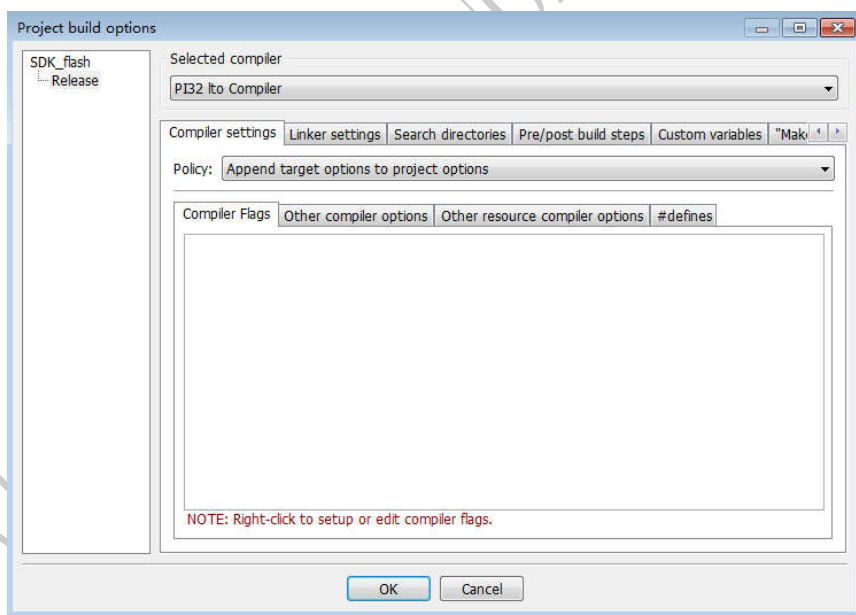 Project build options
SDK_flash
Release
Selected compiler
PI32 lto Compiler
Compiler settings Linker settings Search directories Pre/post build steps Custom variables "Mak
Policy: Append target options to project options
Compiler Flags Other compiler options Other resource compiler options #defines
NOTE: Right-click to setup or edit compiler flags.
OK Cancel